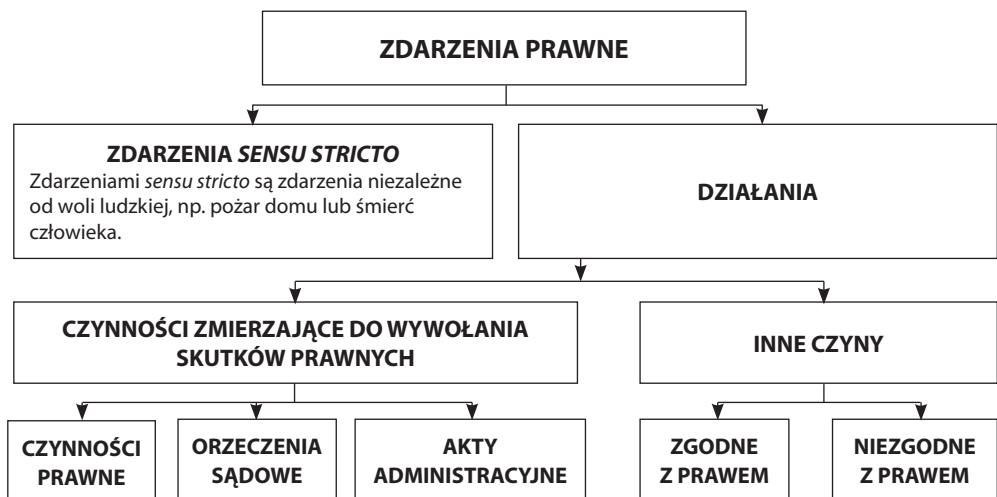 ZDARZENIA PRAWNE
ZDARZENIA SENSU STRICTO
Zdarzeniami sensu stricto są zdarzenia niezależne
od woli ludzkiej, np. pożar domu lub śmierć
człowieka.
DZIAŁANIA
CZYNNOŚCI ZMIERZAJĄCE DO WYWOŁANIA
SKUTKÓW PRAWNYCH
INNE CZYNY
CZYNNOŚCI
PRAWNE
ORZECZENIA
SĄDOWE
AKTY
ADMINISTRACYJNE
ZGODNE
Z PRAWEM
NIEZGODNE
Z PRAWEM